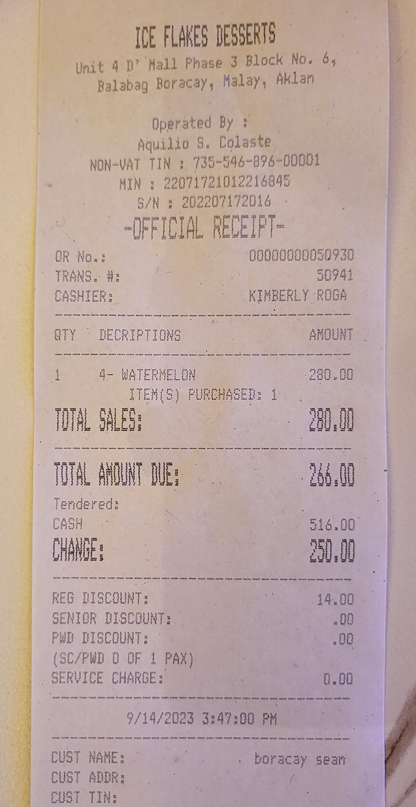 ICE FLAKES DESSERTS
Unit 4 D' Mall Phase 3 Block No. 6,
Balabag Boracay, Malay, Aklan
Operated By :
Aquilio S. Colaste
NON-VAT TIN : 735-546-896-00001
MIN : 22071721012216845
S/N : 202207172016
-OFFICIAL RECEIPT-
OR No.: 00000000050930
TRANS. #: 50941
CASHIER: KIMBERLY ROGA
QTY DECRIPTIONS AMOUNT
1 4- WATERMELON 280.00
ITEM(S) PURCHASED: 1
TOTAL SALES: 280.00
TOTAL AMOUNT DUE: 266.00
Tendered:
CASH 516.00
CHANGE: 250.00
REG DISCOUNT: 14.00
SENIOR DISCOUNT: .00
PWD DISCOUNT: .00
(SC/PWD 0 OF 1 PAX)
SERVICE CHARGE: 0.00
9/14/2023 3:47:00 PM
CUST NAME: boracay sean
CUST ADDR:
CUST TIN: